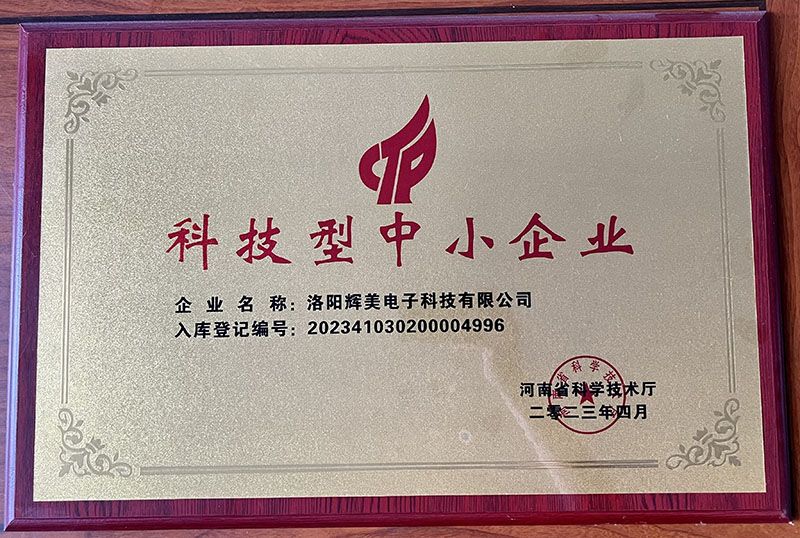 CTP
科技型中小企业
企业名称：洛阳辉美电子科技有限公司
入库登记编号：202341030200004996
河南省科学技术厅
二零二三年四月